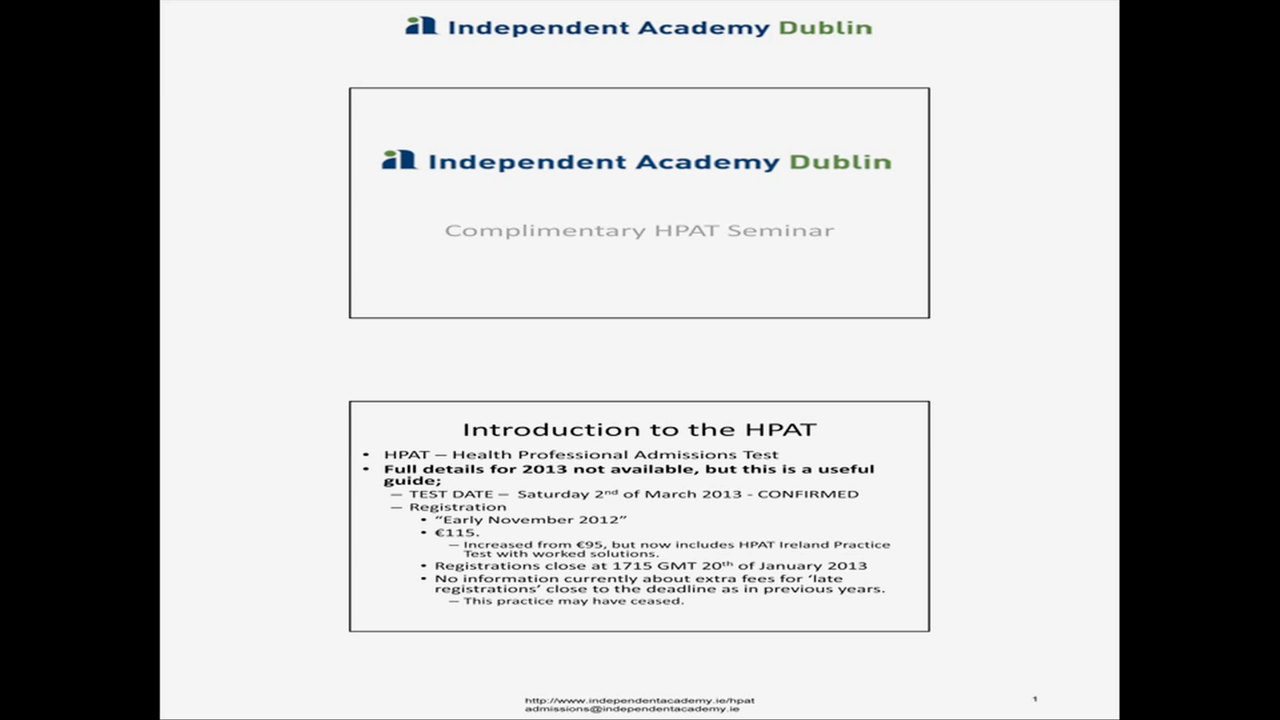 Independent Academy Dublin
Independent Academy Dublin
Complimentary HPAT Seminar
Introduction to the HPAT
• HPAT – Health Professional Admissions Test
• Full details for 2013 not available, but this is a useful
guide;
– TEST DATE – Saturday 2nd of March 2013 - CONFIRMED
– Registration
• “Early November 2012”
• €115.
– Increased from €95, but now includes HPAT Ireland Practice
Test with worked solutions.
• Registrations close at 1715 GMT 20th of January 2013
• No information currently about extra fees for ‘late
registrations’ close to the deadline as in previous years.
– This practice may have ceased.
http://www.independentacademy.ie/hpat
admissions@independentacademy.ie
1